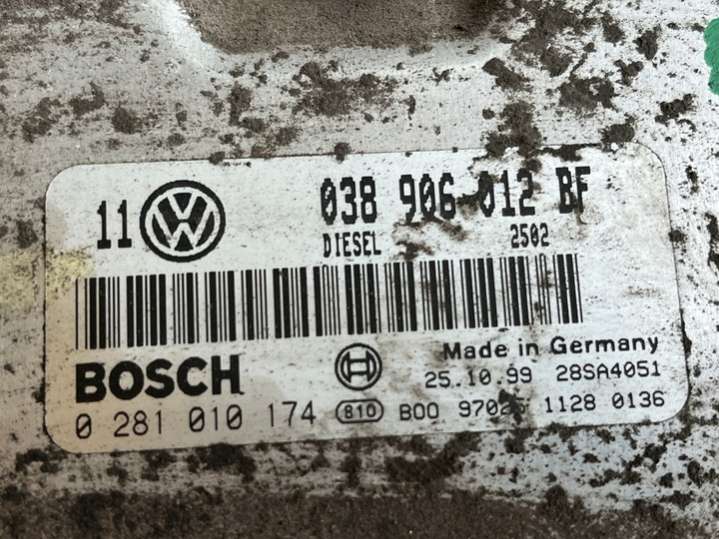 11 VW 038 906 012 BF
DIESEL 2502
BOSCH Made in Germany
25.10.99 28SA4051
0 281 010 174 810 B00 1128 0136